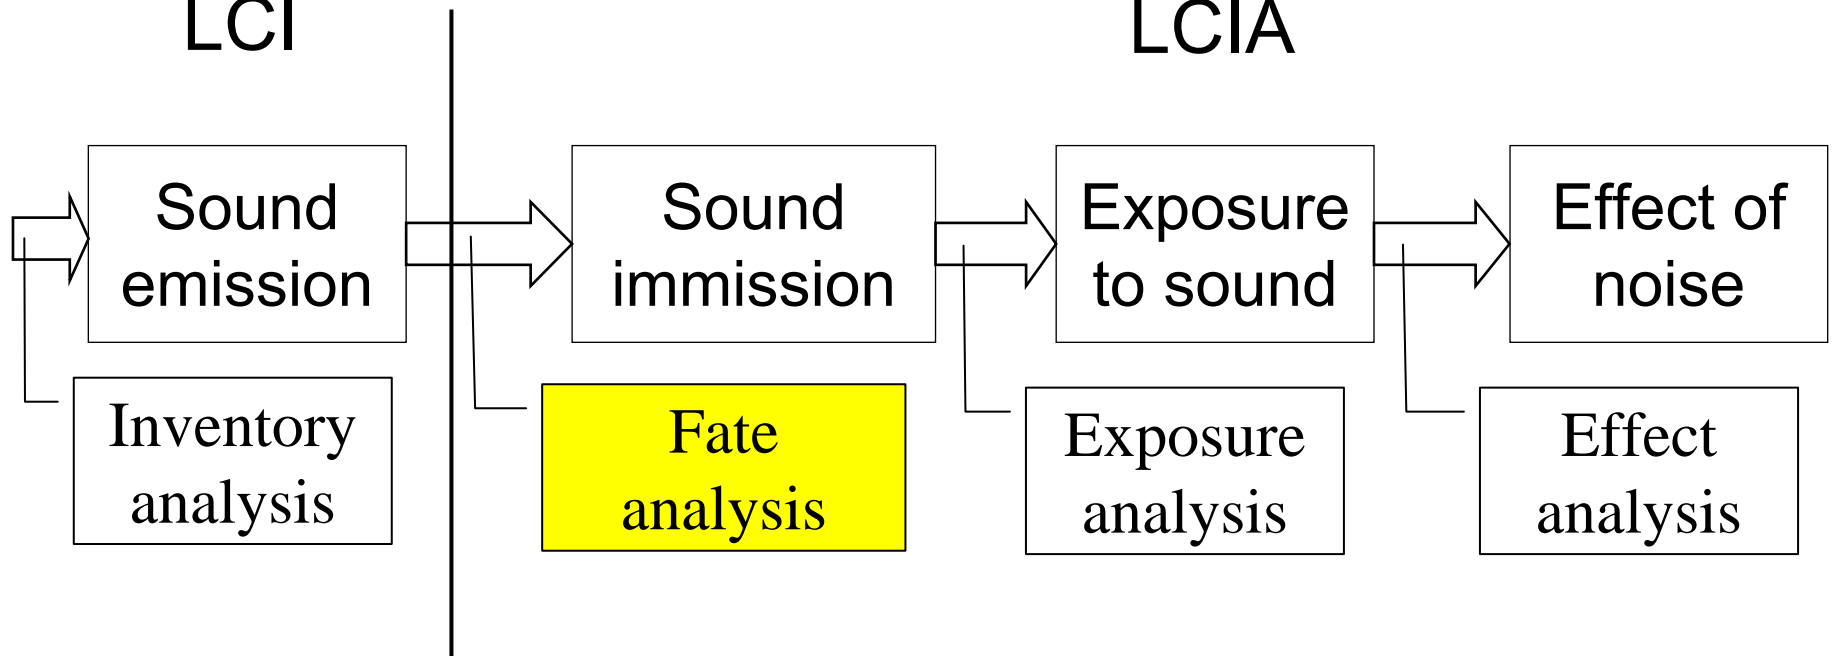 LCI
LCIA
Sound
emission
Sound
immission
Exposure
to sound
Effect of
noise
Inventory
analysis
Fate
analysis
Exposure
analysis
Effect
analysis